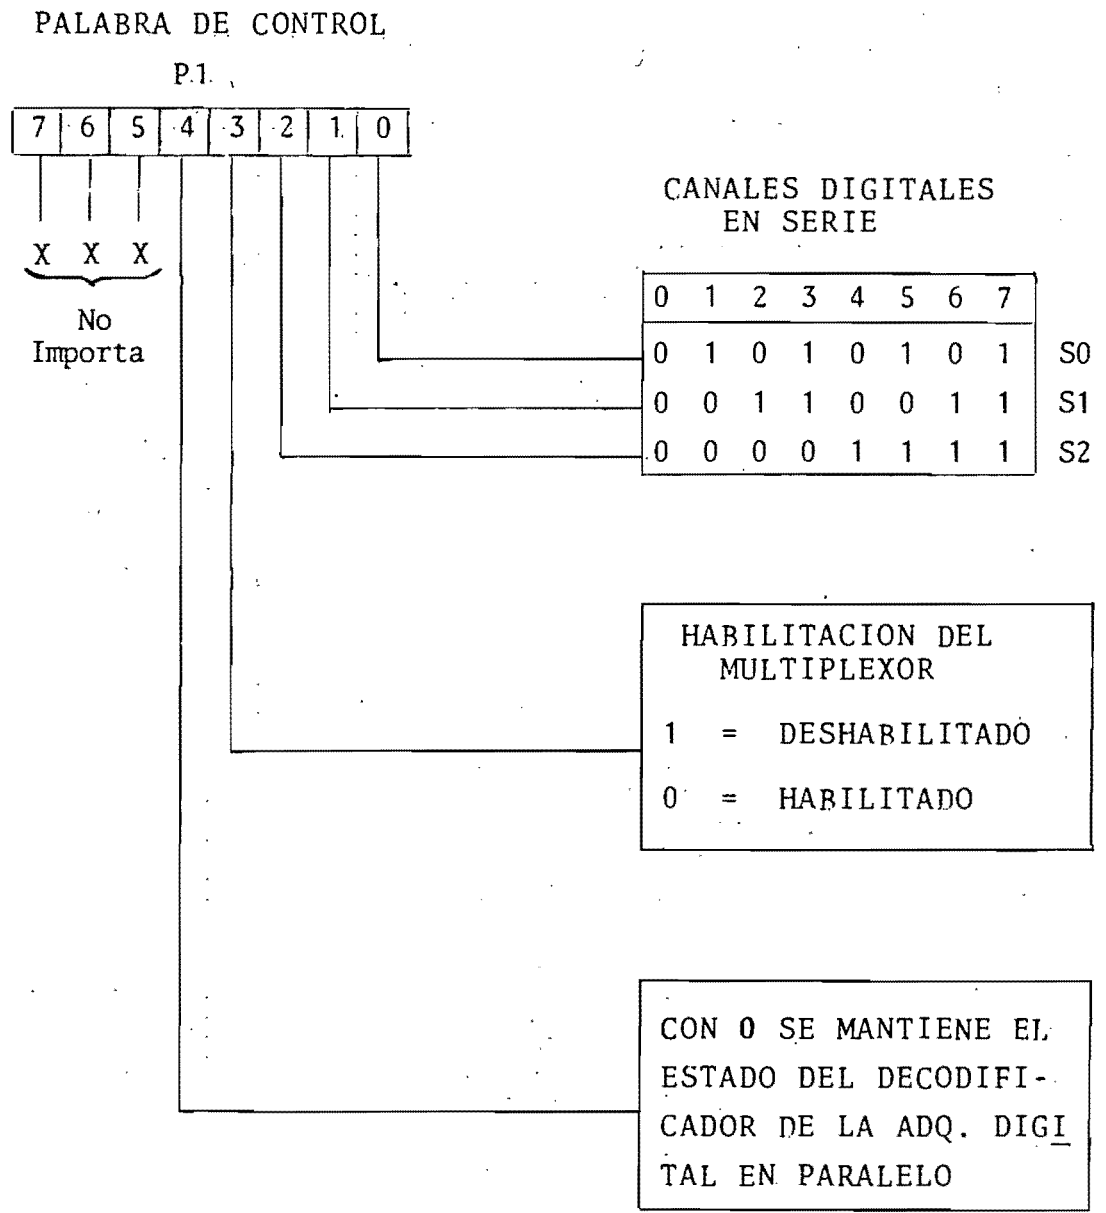 PALABRA DE CONTROL
P.1.
7 6 5 4 3 2 1 0
X X X
No
Importa
CANALES DIGITALES
EN SERIE
0 1 2 3 4 5 6 7
0 1 0 1 0 1 0 1 S0
0 0 1 1 0 0 1 1 S1
0 0 0 0 1 1 1 1 S2
HABILITACION DEL
MULTIPLEXOR
1 = DESHABILITADO
0 = HABILITADO
CON 0 SE MANTIENE EL
ESTADO DEL DECODIFI-
CADOR DE LA ADQ. DIGI
TAL EN PARALELO